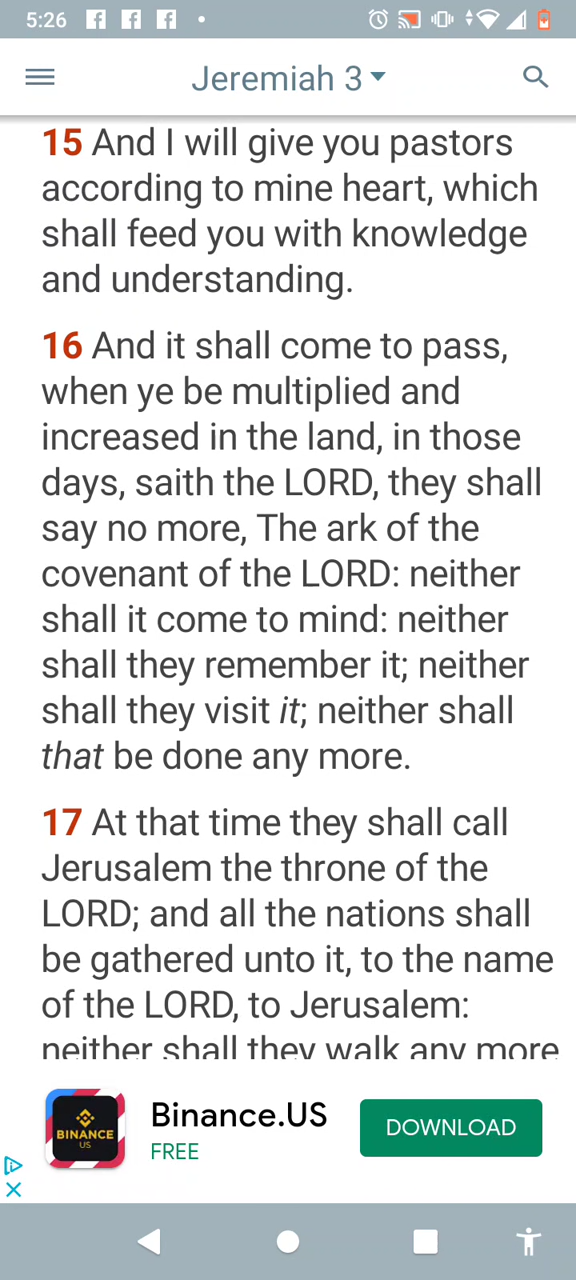 5:26
Jeremiah 3
15 And I will give you pastors
according to mine heart, which
shall feed you with knowledge
and understanding.
16 And it shall come to pass,
when ye be multiplied and
increased in the land, in those
days, saith the LORD, they shall
say no more, The ark of the
covenant of the LORD: neither
shall it come to mind: neither
shall they remember it; neither
shall they visit it; neither shall
that be done any more.
17 At that time they shall call
Jerusalem the throne of the
LORD; and all the nations shall
be gathered unto it, to the name
of the LORD, to Jerusalem:
neither shall they walk any more
BINANCE
US
Binance.US
FREE
DOWNLOAD